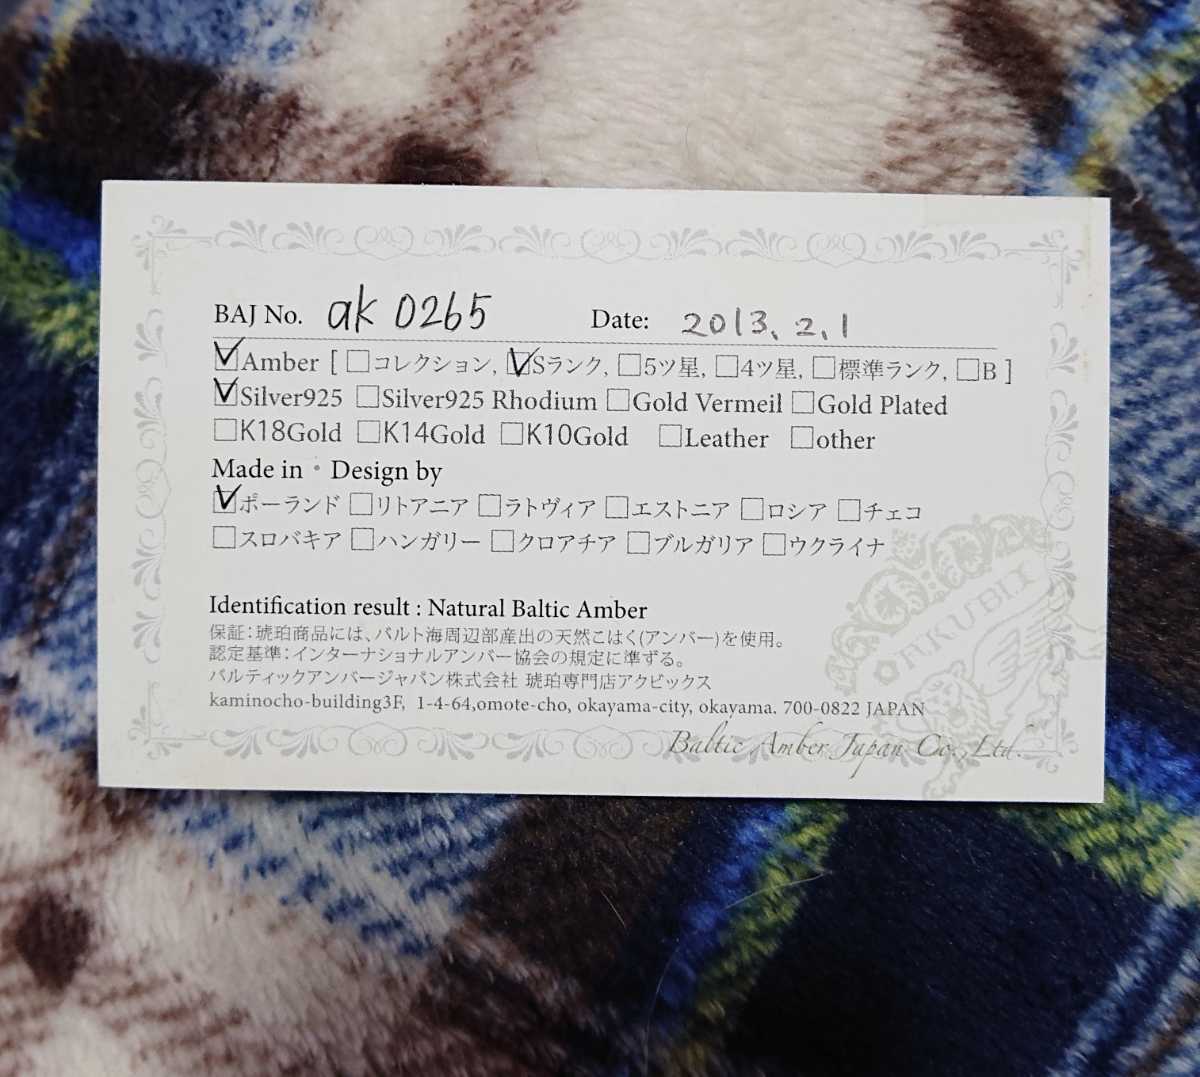 BAJ No. ak 0265 Date: 2013.2.1
☑Amber [ ☐コレクション, ☑Sランク, ☐5ツ星, ☐4ツ星, ☐標準ランク, ☐B ]
☑Silver925 ☐Silver925 Rhodium ☐Gold Vermeil ☐Gold Plated
☐K18Gold ☐K14Gold ☐K10Gold ☐Leather ☐other
Made in・Design by
☑ポーランド ☐リトアニア ☐ラトヴィア ☐エストニア ☐ロシア ☐チェコ
☐スロバキア ☐ハンガリー ☐クロアチア ☐ブルガリア ☐ウクライナ
Identification result : Natural Baltic Amber
保証:琥珀商品には、バルト海周辺部産出の天然こはく(アンバー)を使用。
認定基準:インターナショナルアンバー協会の規定に準ずる。
バルティックアンバージャパン株式会社 琥珀専門店アクビックス
kaminocho-building3F, 1-4-64,omote-cho, okayama-city, okayama. 700-0822 JAPAN
Baltic Amber Japan Co.,Ltd.